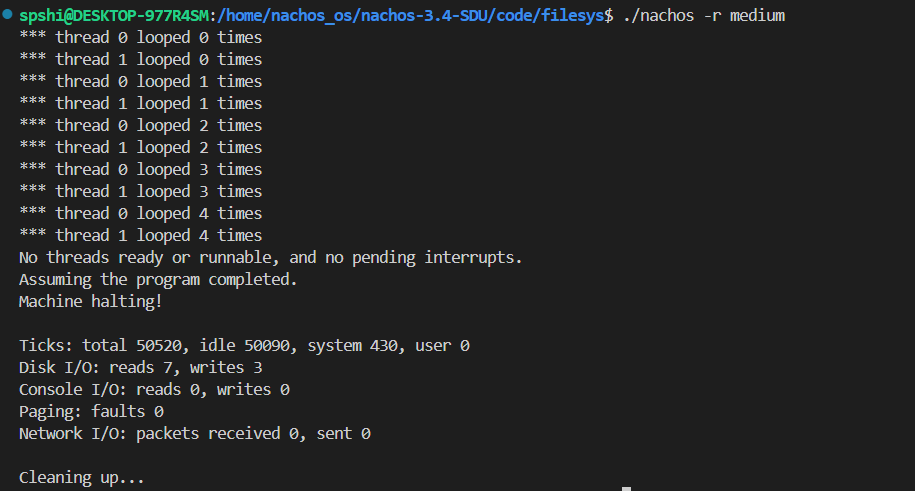 spshi@DESKTOP-977R4SM:/home/nachos_os/nachos-3.4-SDU/code/filesys$ ./nachos -r medium
*** thread 0 looped 0 times
*** thread 1 looped 0 times
*** thread 0 looped 1 times
*** thread 1 looped 1 times
*** thread 0 looped 2 times
*** thread 1 looped 2 times
*** thread 0 looped 3 times
*** thread 1 looped 3 times
*** thread 0 looped 4 times
*** thread 1 looped 4 times
No threads ready or runnable, and no pending interrupts.
Assuming the program completed.
Machine halting!

Ticks: total 50520, idle 50090, system 430, user 0
Disk I/O: reads 7, writes 3
Console I/O: reads 0, writes 0
Paging: faults 0
Network I/O: packets received 0, sent 0

Cleaning up...